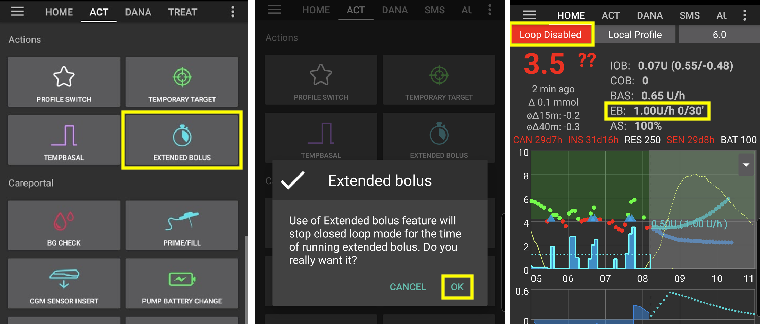 HOME ACT DANA TREAT
Actions
PROFILE SWITCH
TEMPORARY TARGET
TEMPBASAL
EXTENDED BOLUS
Careportal
BG CHECK
PRIME/FILL
CGM SENSOR INSERT
PUMP BATTERY CHANGE
HOME ACT DANA SMS AU
Actions
PROFILE SWITCH
TEMPORARY TARGET
TEMPBASAL
EXTENDED BOLUS
Extended bolus
Use of Extended bolus feature will
stop closed loop mode for the time
of running extended bolus. Do you
really want it?
CANCEL OK
HOME ACT DANA SMS AU
Loop Disabled Local Profile 6.0
3.5 ??
2 min ago
Δ 0.1 mmol
øΔ15m: -0.2
øΔ40m: -0.3
IOB: 0.07U (0.55/-0.48)
COB: 0
BAS: 0.65 U/h
EB: 1.00U/h 0/30'
AS: 100%
CAN 29d7h INS 31d16h RES 250 SEN 29d8h BAT 100
10
8
6
4
2
0
0.50U (1.00 U/h)
05 06 07 08 09 10 11
0.6